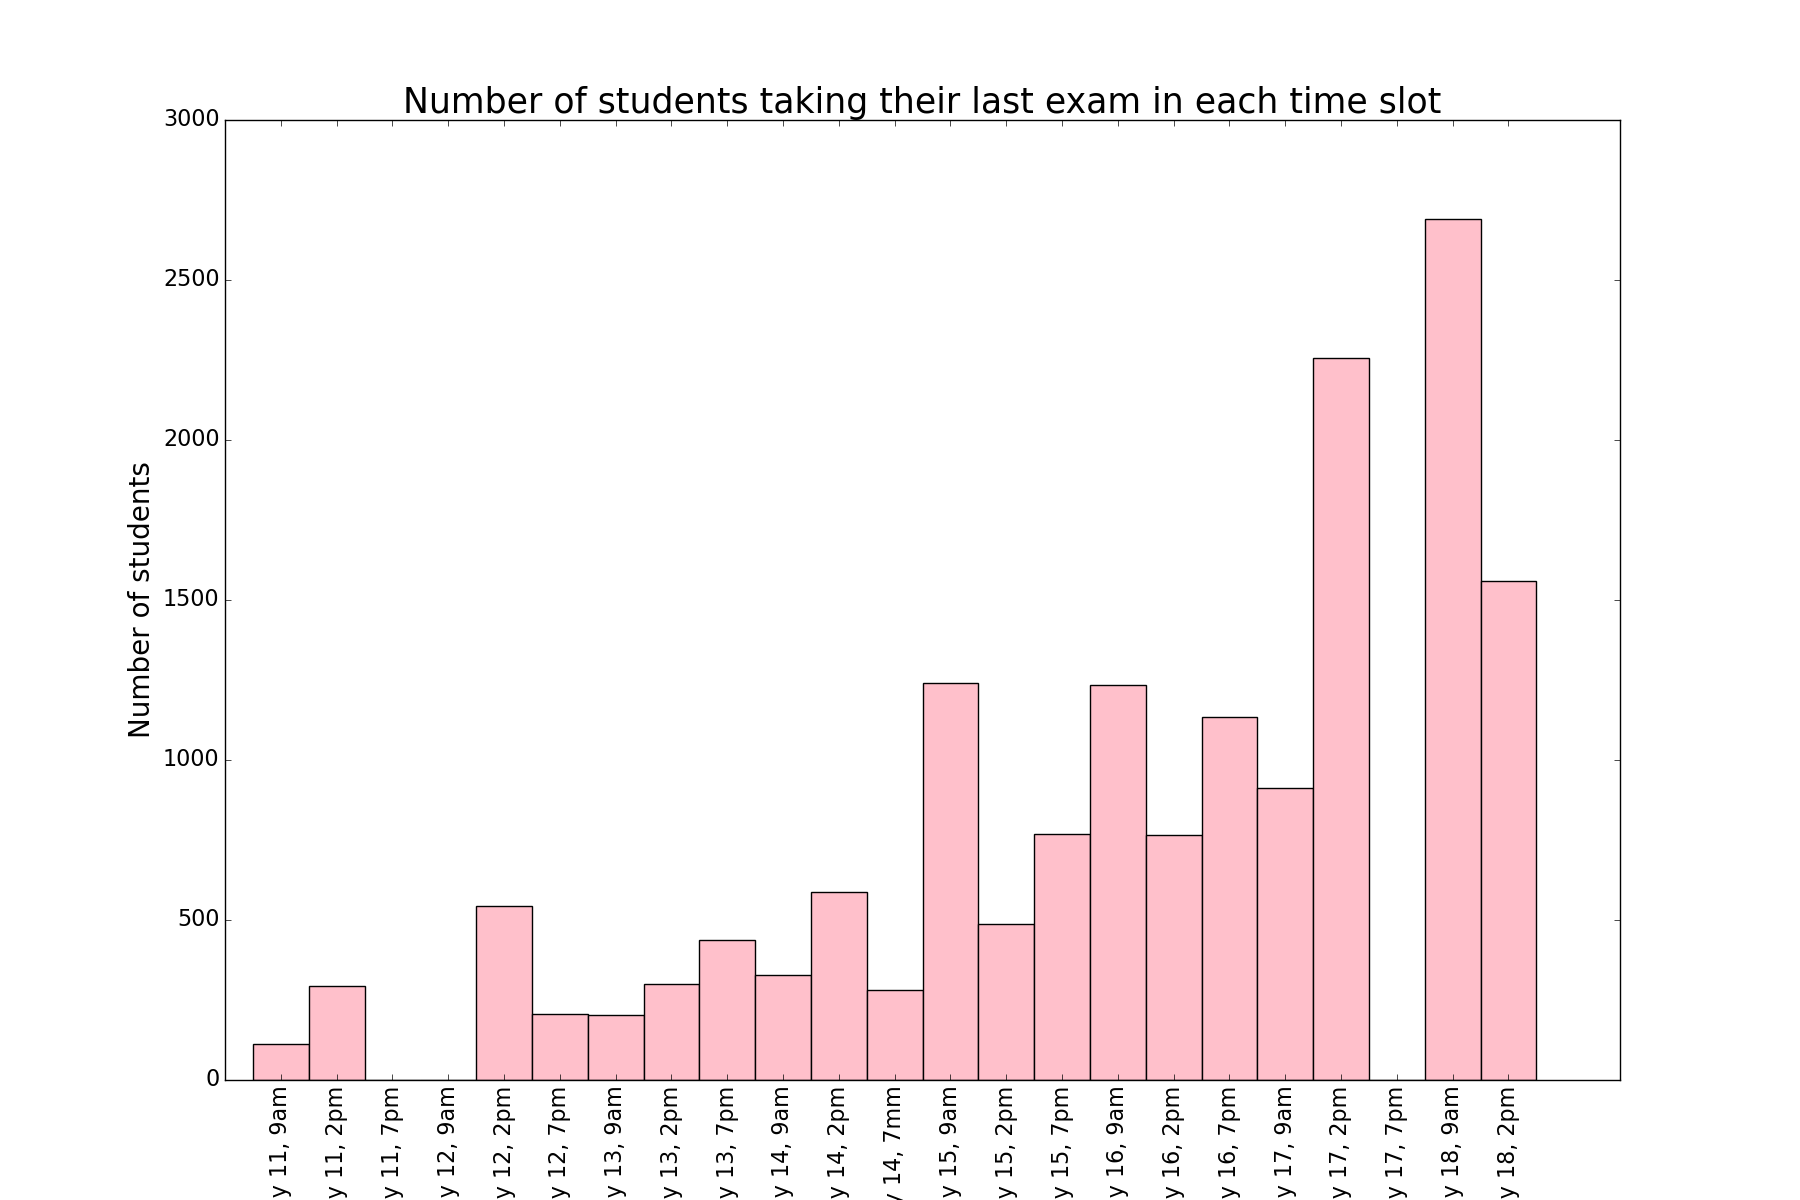 Number of students taking their last exam in each time slot
3000
2500
2000
1500
1000
500
0
Number of students
y 11, 9am
y 11, 2pm
y 11, 7pm
y 12, 9am
y 12, 2pm
y 12, 7pm
y 13, 9am
y 13, 2pm
y 13, 7pm
y 14, 9am
y 14, 2pm
y 14, 7mm
y 15, 9am
y 15, 2pm
y 15, 7pm
y 16, 9am
y 16, 2pm
y 16, 7pm
y 17, 9am
y 17, 2pm
y 17, 7pm
y 18, 9am
y 18, 2pm